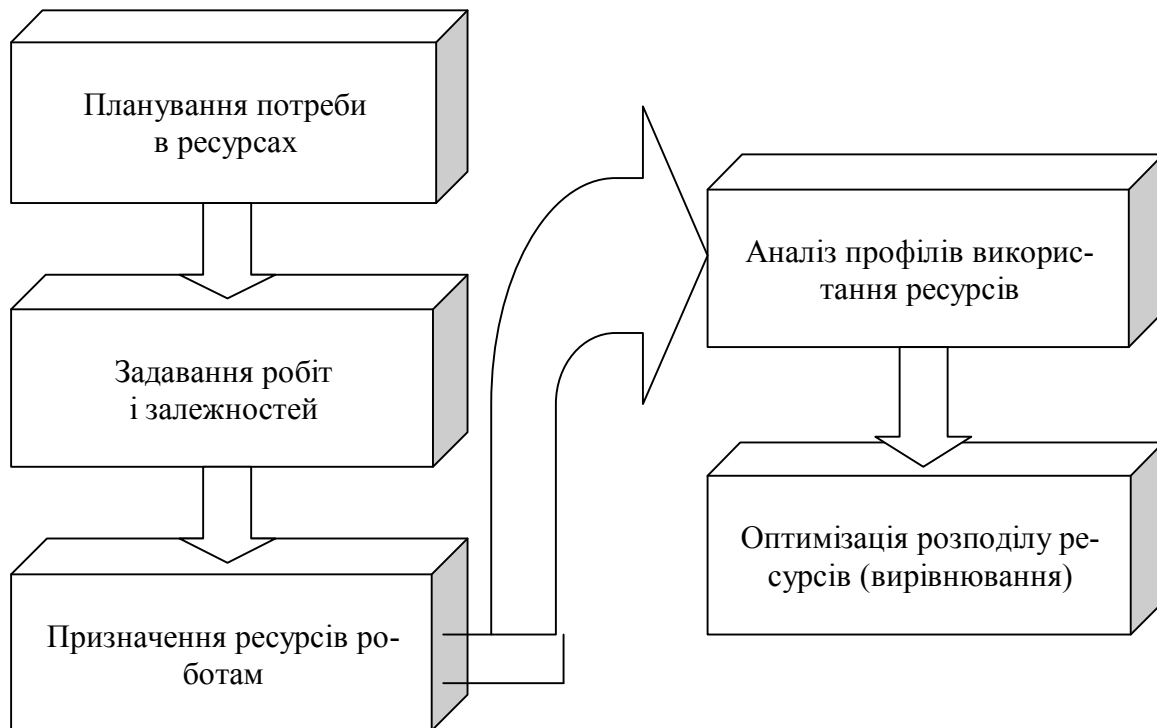 Планування потреби
в ресурсах
Задавання робіт
і залежностей
Призначення ресурсів ро-
ботам
Аналіз профілів викорис-
тання ресурсів
Оптимізація розподілу ре-
сурсів (вирівнювання)